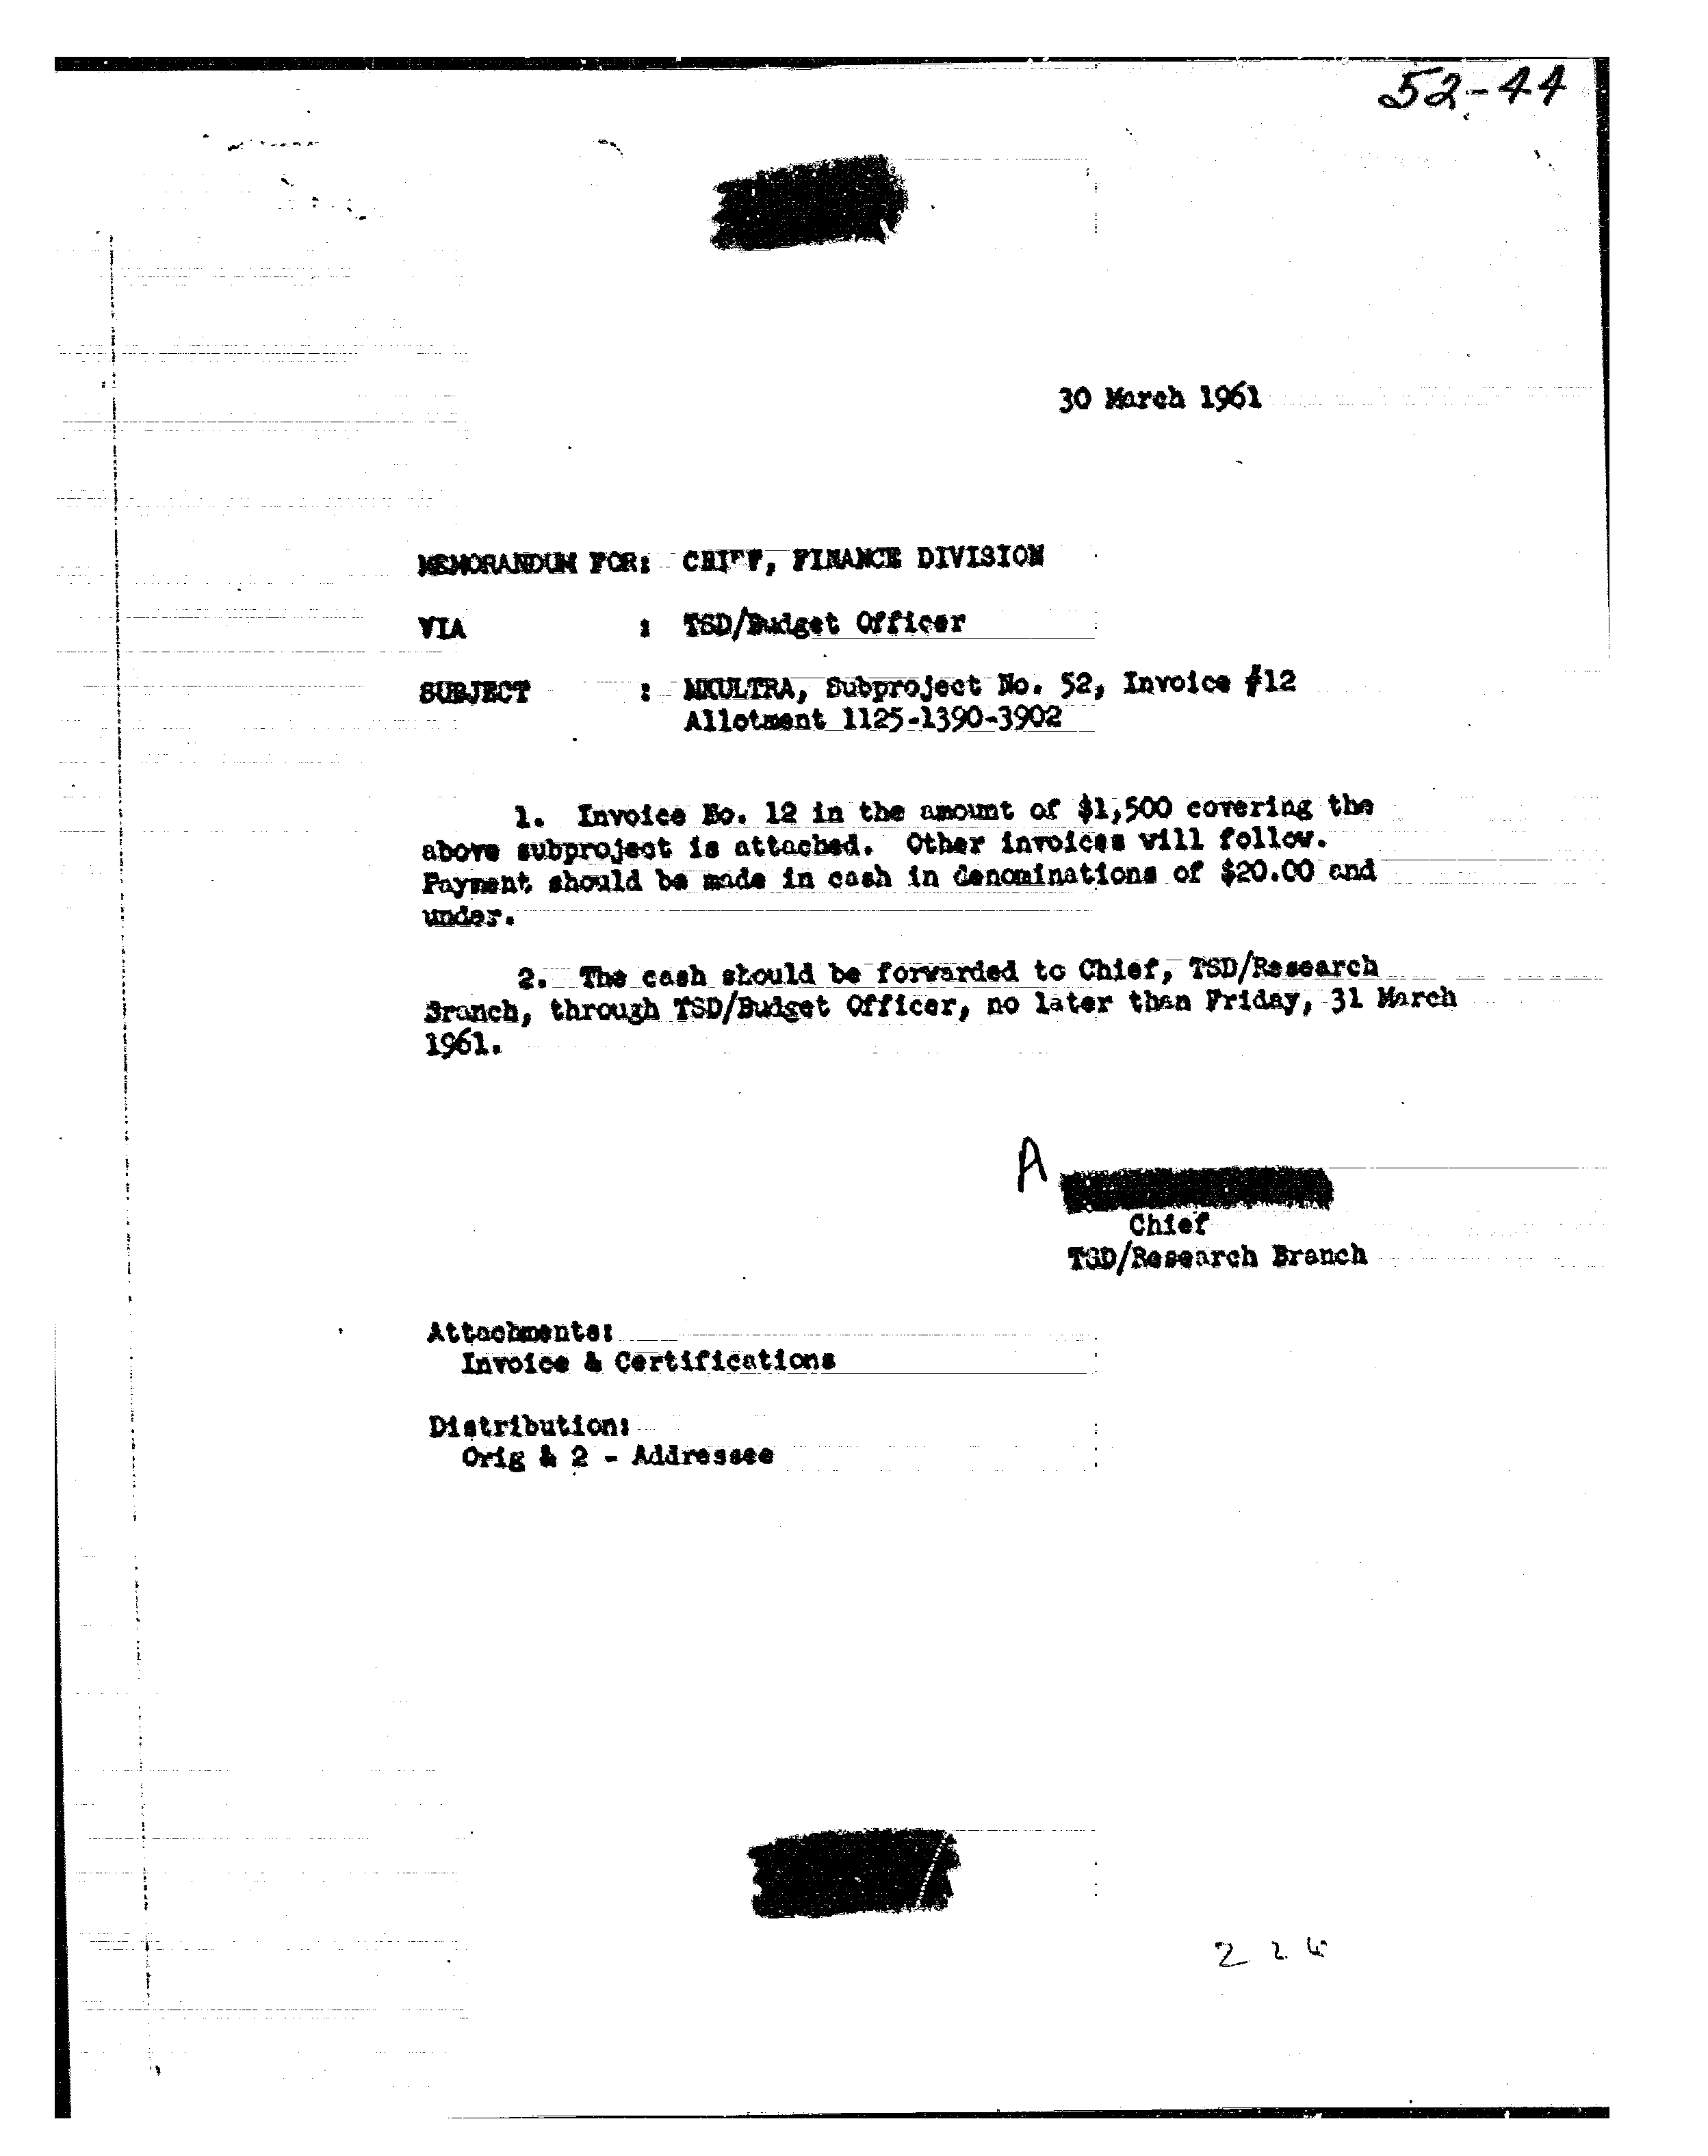 52-44
30 March 1961
MEMORANDUM FOR: CHIEF, FINANCE DIVISION
VIA : TSD/Budget Officer
SUBJECT : MKULTRA, Subproject No. 52, Invoice #12
Allotment 1125-1390-3902
1. Invoice No. 12 in the amount of $1,500 covering the
above subproject is attached. Other invoices will follow.
Payment should be made in cash in denominations of $20.00 and
under.
2. The cash should be forwarded to Chief, TSD/Research
Branch, through TSD/Budget Officer, no later than Friday, 31 March
1961.
A
Chief
TSD/Research Branch
Attachments:
Invoice & Certifications
Distribution:
Orig & 2 - Addressee